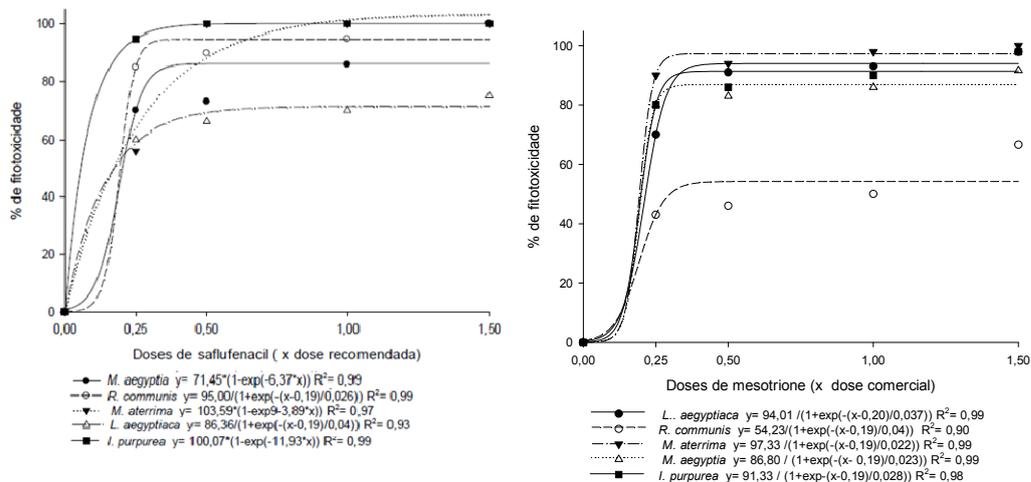 % de fitotoxicidade
100
80
60
40
20
0
0,00 0,25 0,50 1,00 1,50
Doses de saflufenacil ( x dose recomendada)
M. aegyptia y= 71,45*(1-exp(-6,37*x)) R²= 0,99
R. communis y= 95,00/(1+exp(-(x-0,19)/0,026)) R²= 0,99
M. aterrima y= 103,59*(1-exp9-3,89*x)) R²= 0,97
L. aegyptiaca y= 86,36/(1+exp(-(x-0,19)/0,04)) R²= 0,93
I. purpurea y= 100,07*(1-exp(-11,93*x)) R²= 0,99
% de fitotoxicidade
100
80
60
40
20
0
0,00 0,25 0,50 1,00 1,50
Doses de mesotrione (x dose comercial)
L.. aegyptiaca y= 94,01 /(1+exp(-(x-0,20)/0,037)) R²= 0,99
R. communis y= 54,23/(1+exp(-(x-0,19)/0,04)) R²= 0,90
M. aterrima y= 97,33 /(1+exp(-(x-0,19)/0,022)) R²= 0,99
M. aegyptia y= 86,80 / (1+exp(-(x- 0,19)/0,023)) R²= 0,99
I. purpurea y= 91,33 / (1+exp-(x-0,19)/0,028)) R²= 0,98